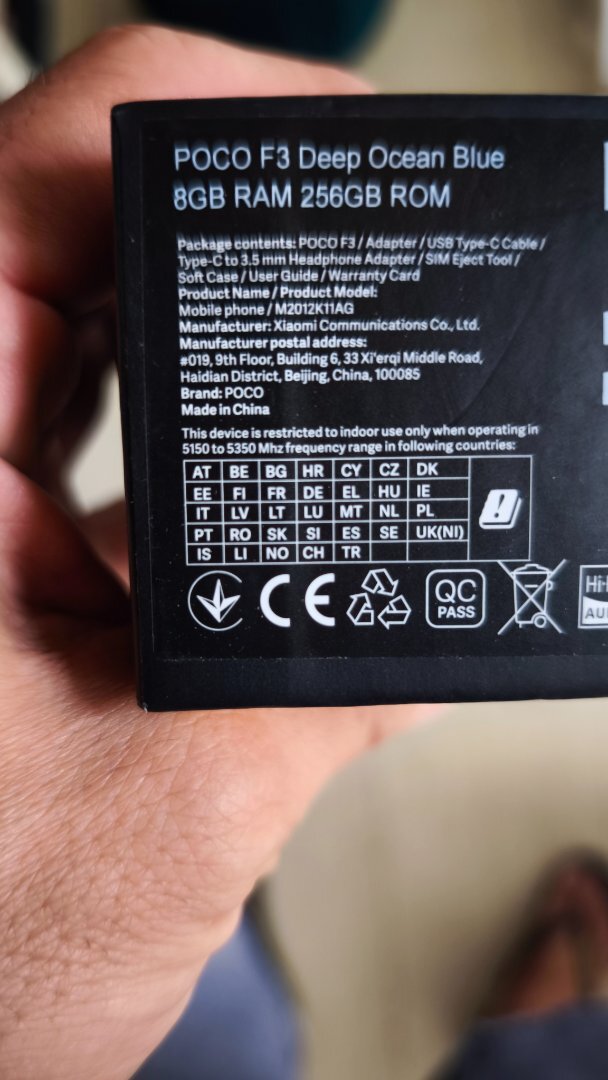 POCO F3 Deep Ocean Blue
8GB RAM 256GB ROM
Package contents: POCO F3 / Adapter / USB Type-C Cable /
Type-C to 3.5 mm Headphone Adapter / SIM Eject Tool /
Soft Case / User Guide / Warranty Card
Product Name / Product Model:
Mobile phone / M2012K11AG
Manufacturer: Xiaomi Communications Co., Ltd.
Manufacturer postal address:
#019, 9th Floor, Building 6, 33 Xi'erqi Middle Road,
Haidian District, Beijing, China, 100085
Brand: POCO
Made in China
This device is restricted to indoor use only when operating in
5150 to 5350 Mhz frequency range in following countries:
AT BE BG HR CY CZ DK
EE FI FR DE EL HU IE
IT LV LT LU MT NL PL
PT RO SK SI ES SE UK(NI)
IS LI NO CH TR
CE
QC
PASS